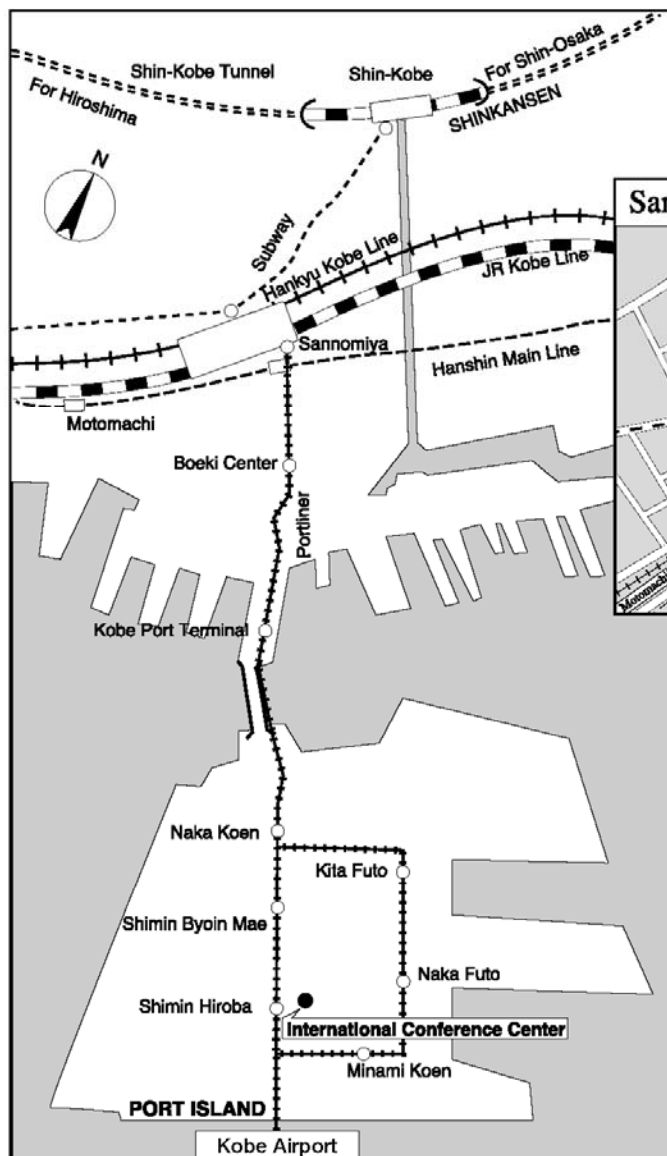 Shin-Kobe Tunnel
Shin-Kobe
For Shin-Osaka
For Hiroshima
SHINKANSEN
N
Subway
Hankyu Kobe Line
JR Kobe Line
Sannomiya
Hanshin Main Line
Motomachi
Boeki Center
Portliner
Kobe Port Terminal
Naka Koen
Kita Futo
Shimin Byoin Mae
Naka Futo
Shimin Hiroba
International Conference Center
Minami Koen
PORT ISLAND
Kobe Airport
San
Motomachi